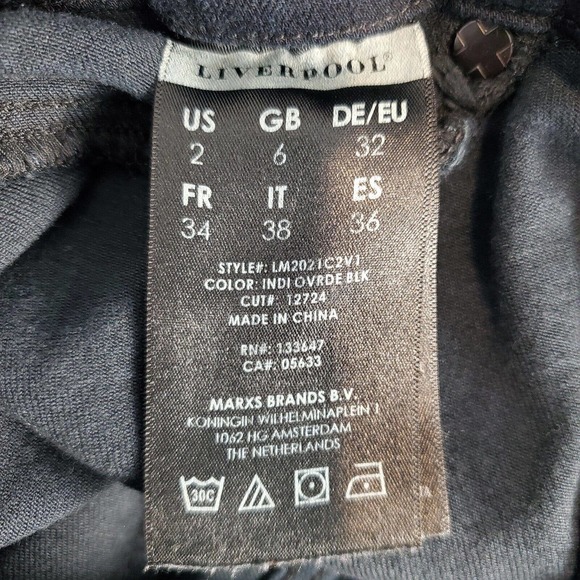 LIVERPOOL
US GB DE/EU
2 6 32
FR IT ES
34 38 36
STYLE#: LM2021C2V1
COLOR: INDI OVRDE BLK
CUT#: 12724
MADE IN CHINA
RN#: 133647
CA#: 05633
MARXS BRANDS B.V.
KONINGIN WILHELMINAPLEIN 1
1062 HG AMSTERDAM
THE NETHERLANDS
30C